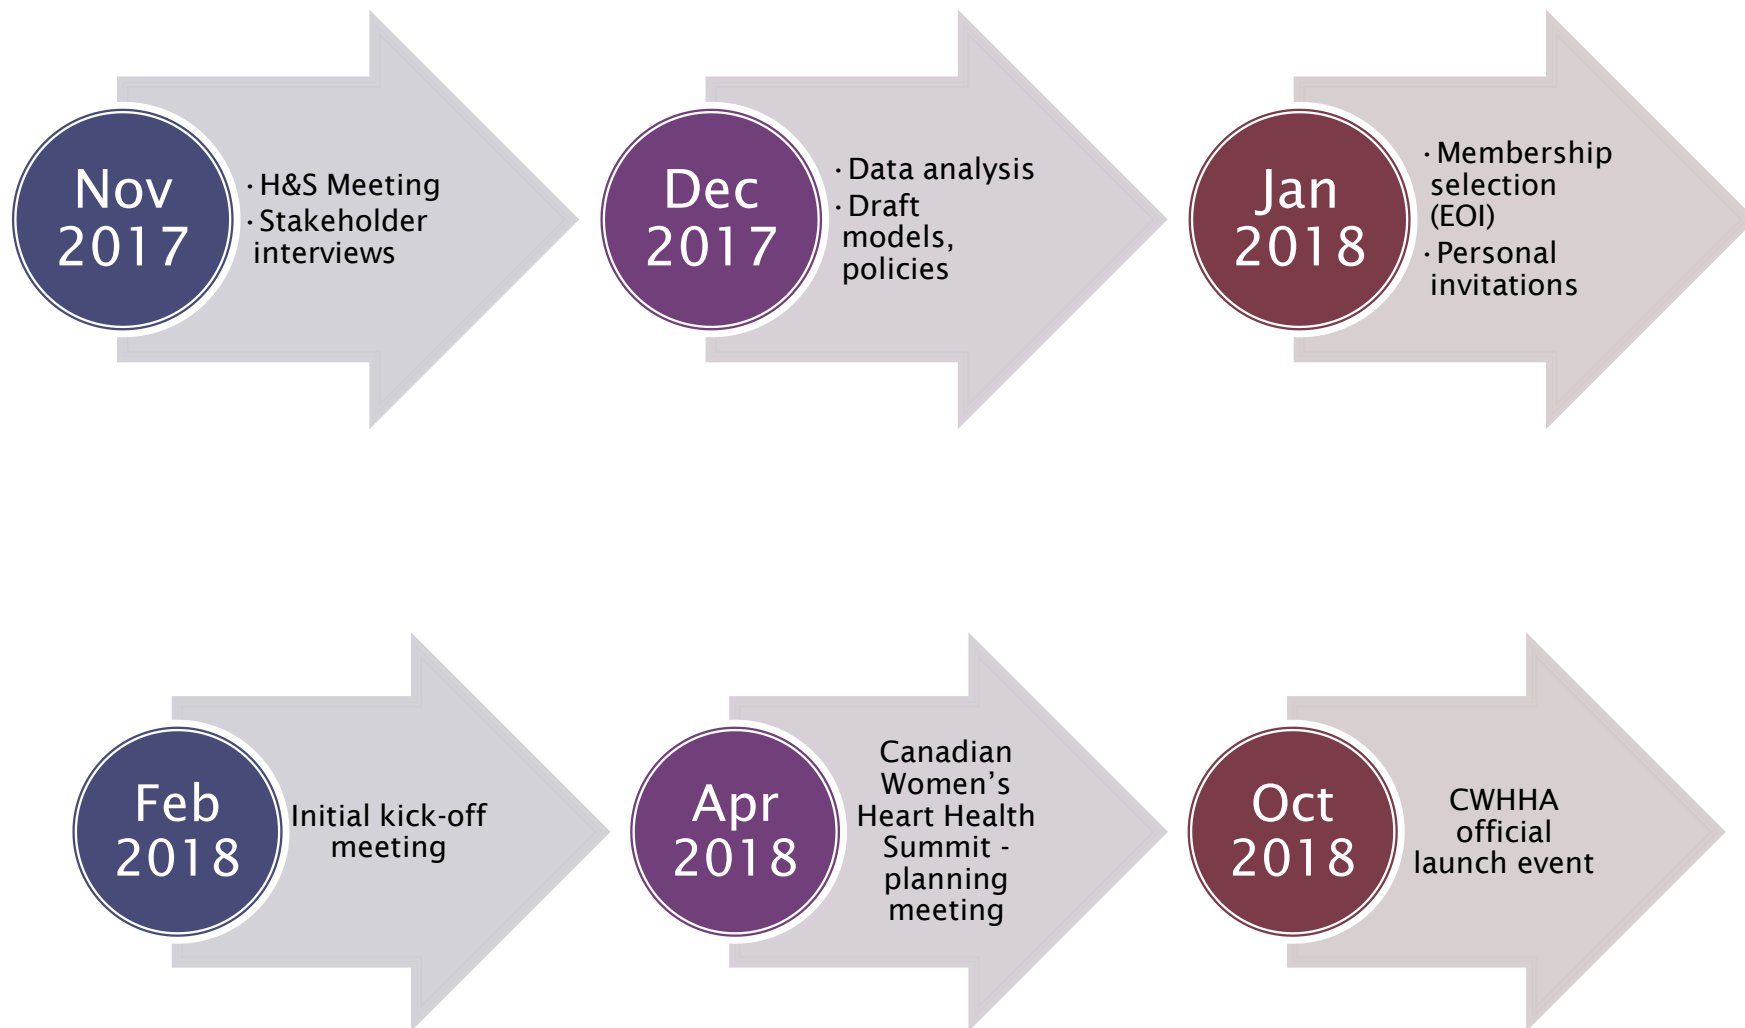 Nov
2017
· H&S Meeting
· Stakeholder
interviews
Dec
2017
· Data analysis
· Draft
models,
policies
Jan
2018
· Membership
selection
(EOI)
· Personal
invitations
Feb
2018
Initial kick-off
meeting
Apr
2018
Canadian
Women’s
Heart Health
Summit -
planning
meeting
Oct
2018
CWHHA
official
launch event